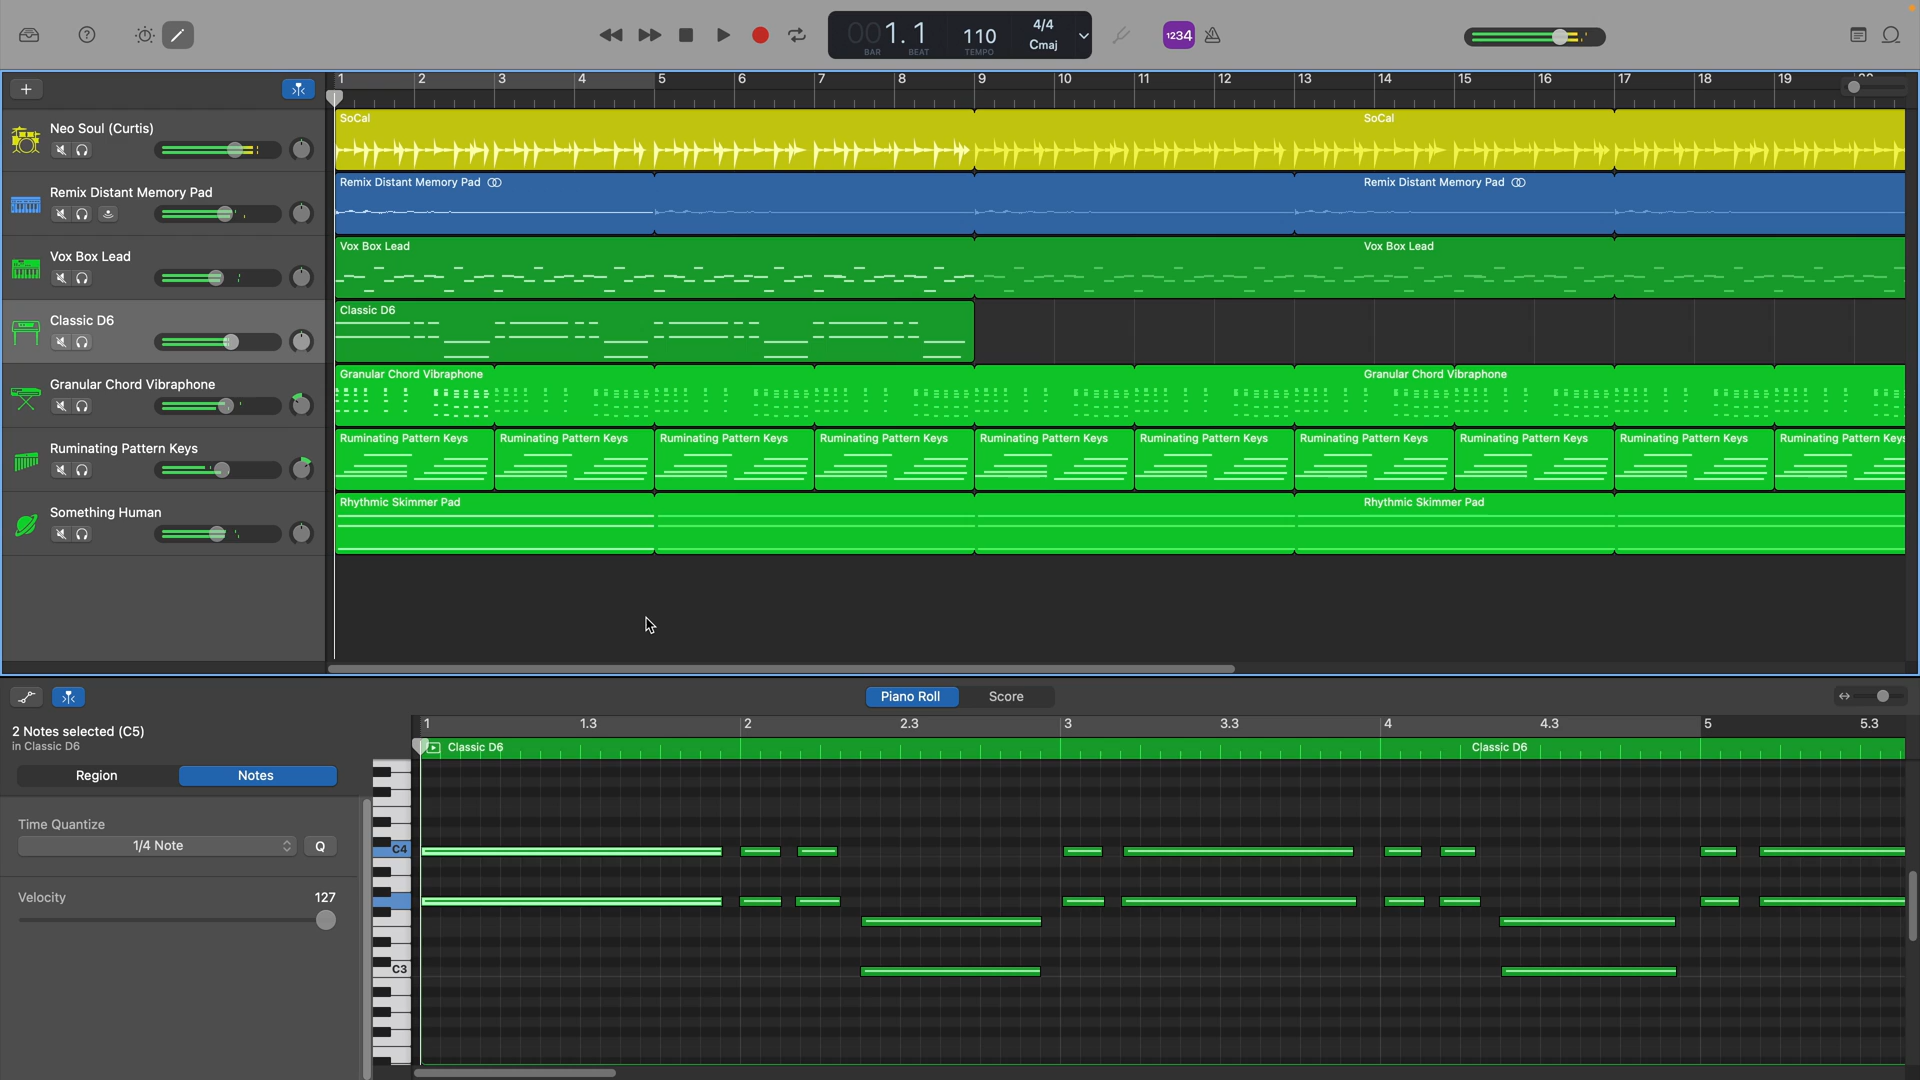 001. 1
BAR BEAT
110
TEMPO
4/4
Cmaj
1234
1 2 3 4 5 6 7 8 9 10 11 12 13 14 15 16 17 18 19
Neo Soul (Curtis)
SoCal SoCal
Remix Distant Memory Pad
Remix Distant Memory Pad Remix Distant Memory Pad
Vox Box Lead
Vox Box Lead Vox Box Lead
Classic D6
Classic D6
Granular Chord Vibraphone
Granular Chord Vibraphone Granular Chord Vibraphone
Ruminating Pattern Keys
Ruminating Pattern Keys Ruminating Pattern Keys Ruminating Pattern Keys Ruminating Pattern Keys Ruminating Pattern Keys Ruminating Pattern Keys Ruminating Pattern Keys Ruminating Pattern Keys Ruminating Pattern Keys Ruminating Pattern Keys
Something Human
Rhythmic Skimmer Pad Rhythmic Skimmer Pad
Piano Roll Score
1 1.3 2 2.3 3 3.3 4 4.3 5 5.3
2 Notes selected (C5)
in Classic D6
Classic D6 Classic D6
Region Notes
Time Quantize
1/4 Note Q
Velocity 127
C4
C3